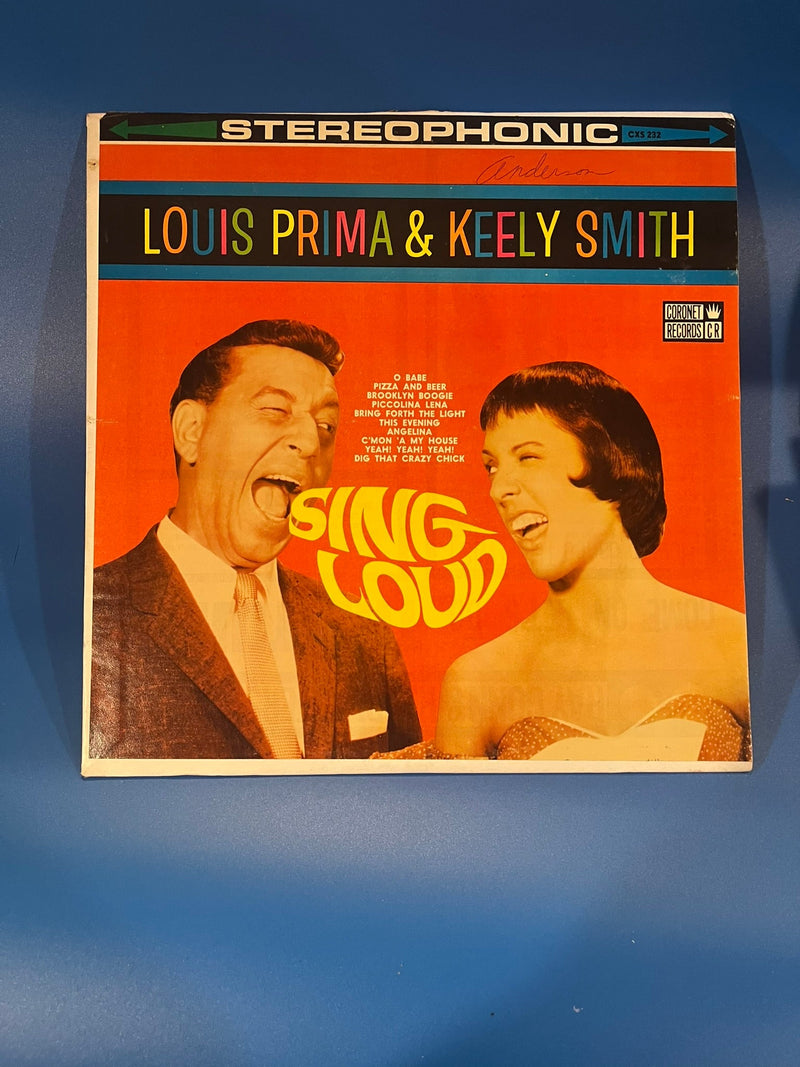 STEREOPHONIC
CXS 232
Anderson
LOUIS PRIMA & KEELY SMITH
CORONET
RECORDS CR
O BABE
PIZZA AND BEER
BROOKLYN BOOGIE
PICCOLINA LENA
BRING FORTH THE LIGHT
THIS EVENING
ANGELINA
C'MON 'A MY HOUSE
YEAH! YEAH! YEAH!
DIG THAT CRAZY CHICK
SING
LOUD